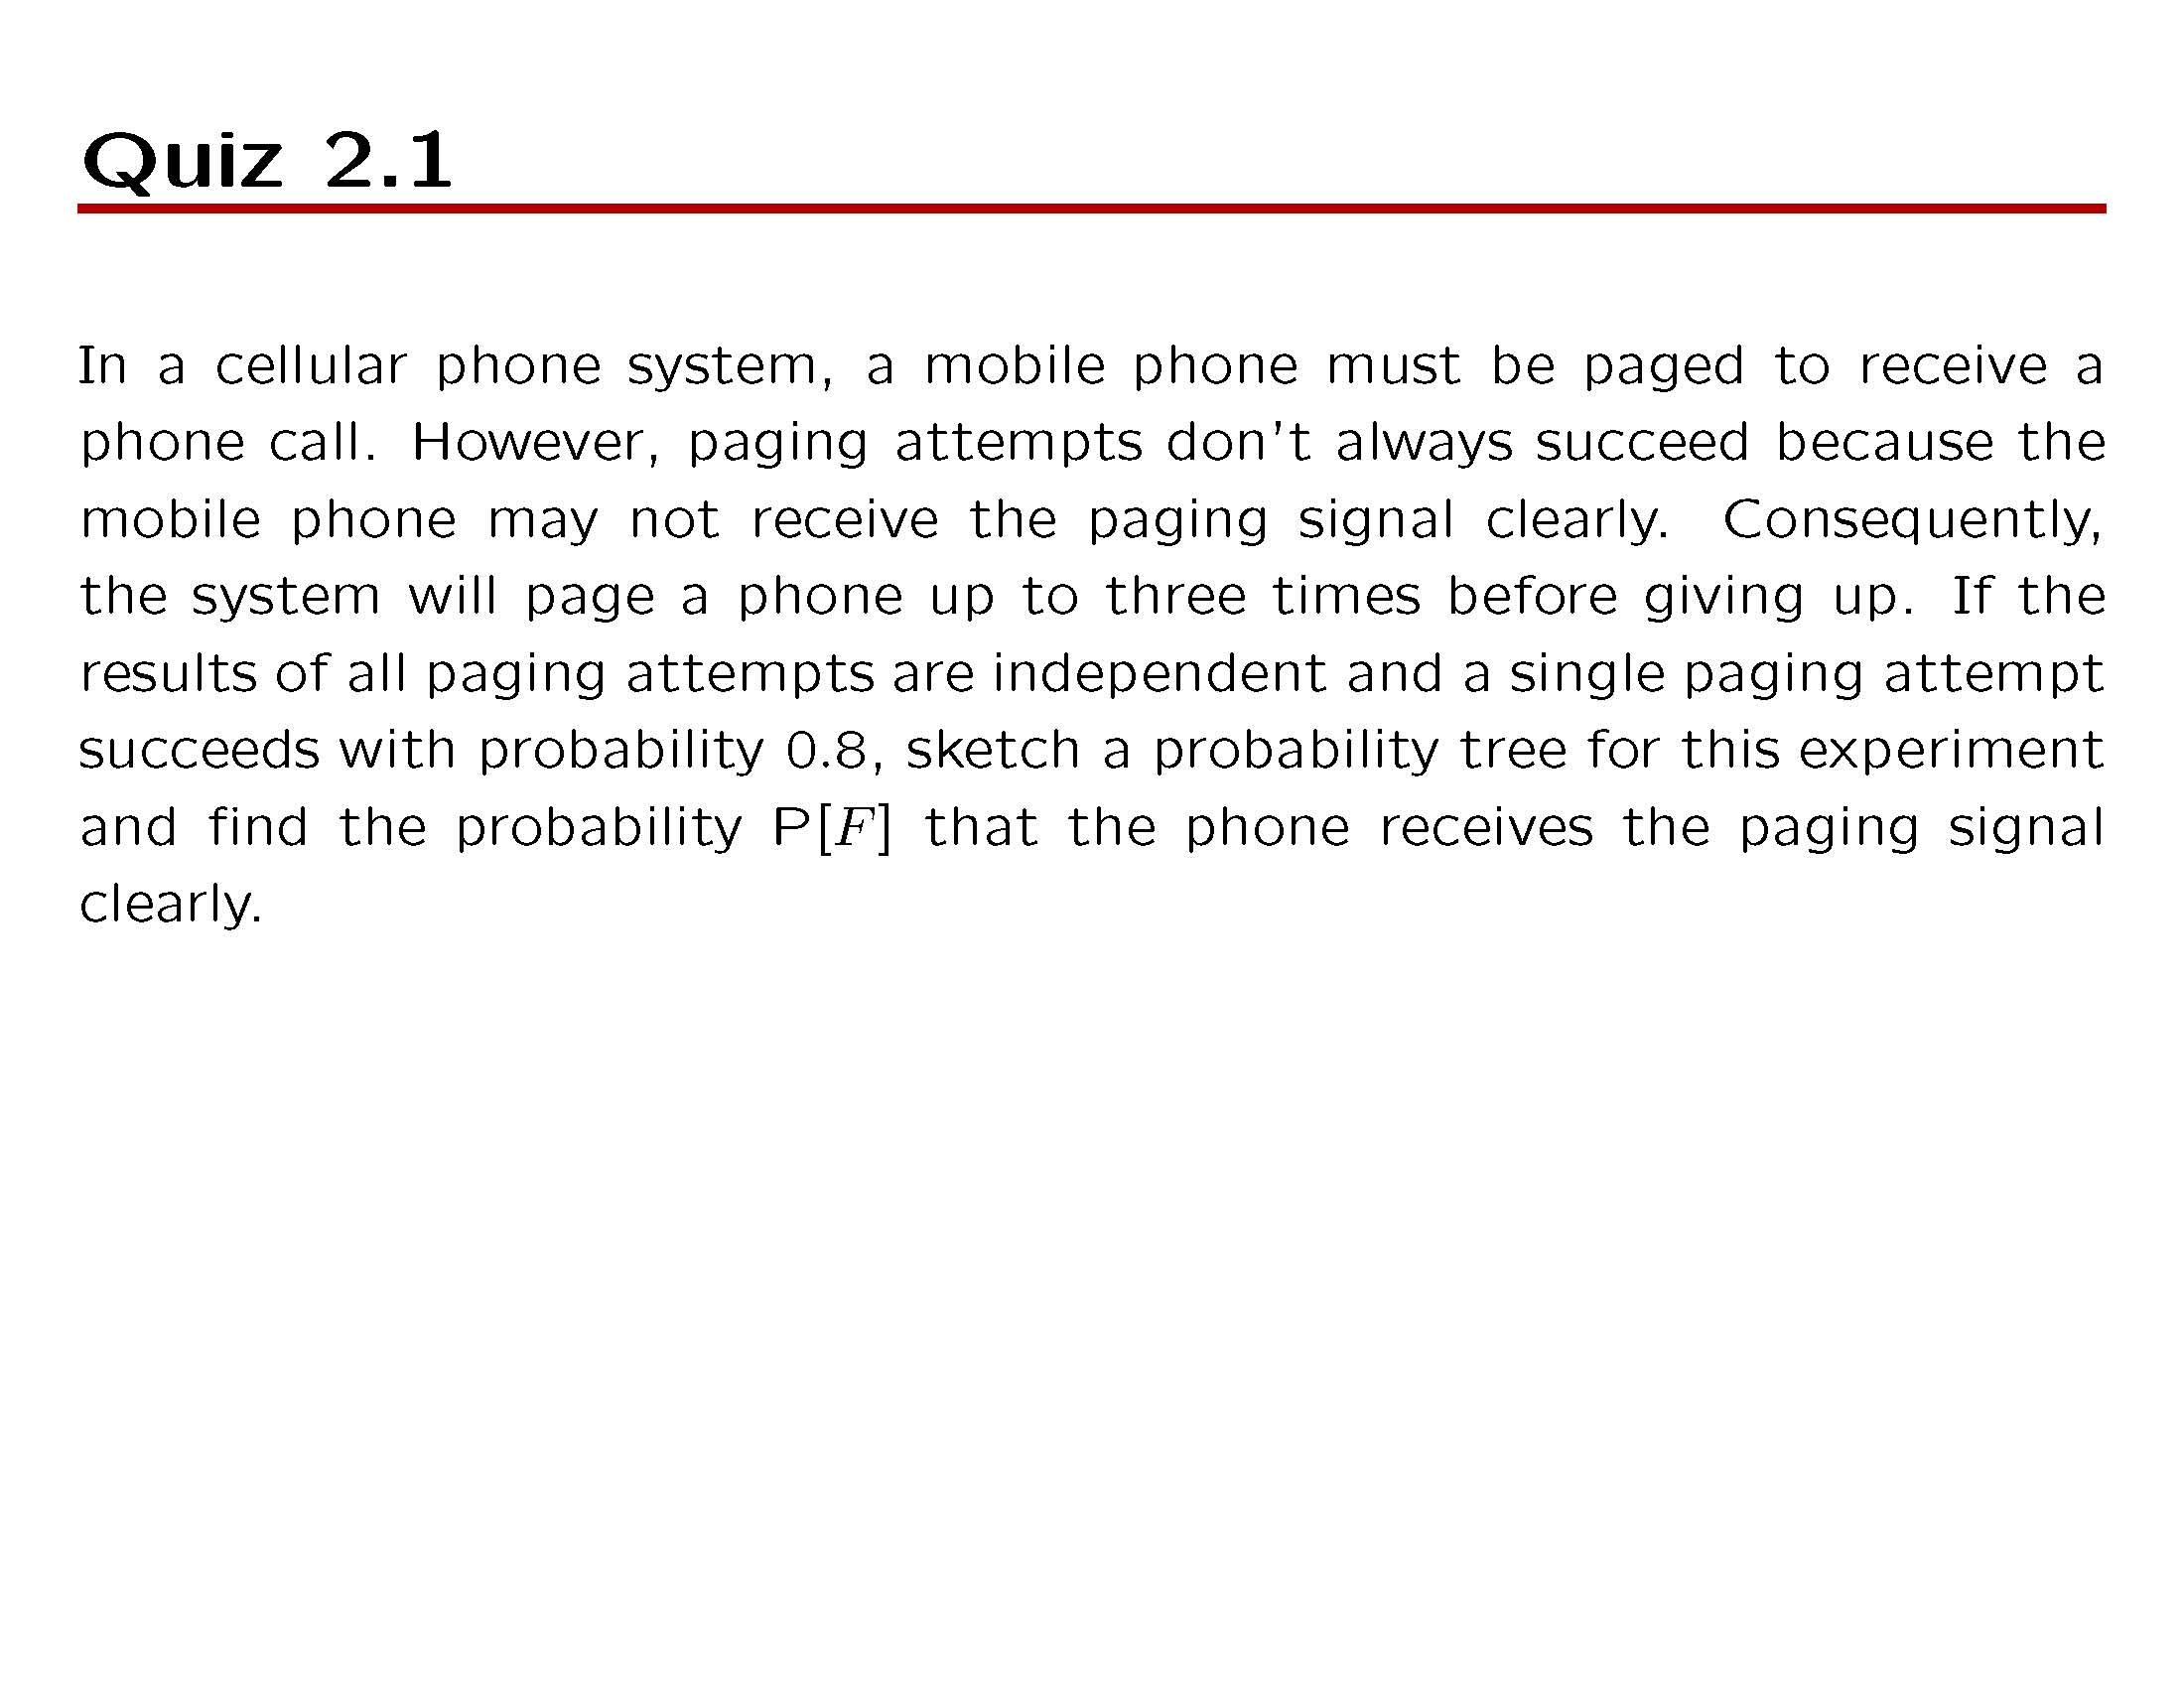 Quiz 2.1
In a cellular phone system, a mobile phone must be paged to receive a
phone call. However, paging attempts don't always succeed because the
mobile phone may not receive the paging signal clearly. Consequently,
the system will page a phone up to three times before giving up. If the
results of all paging attempts are independent and a single paging attempt
succeeds with probability 0.8, sketch a probability tree for this experiment
and find the probability P[F] that the phone receives the paging signal
clearly.